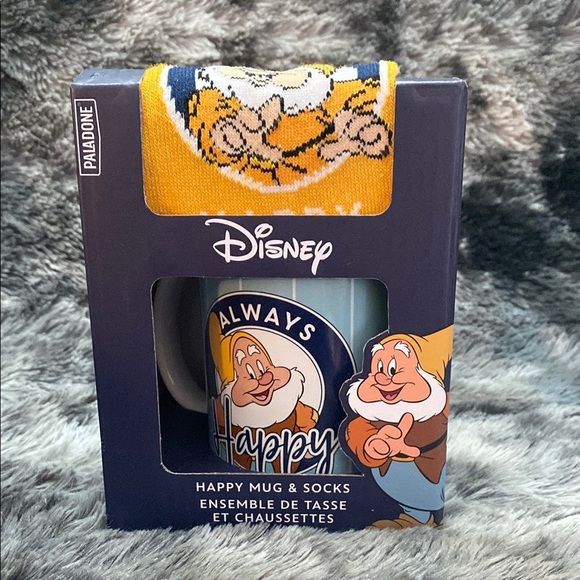 PALADONE
Disney
ALWAYS
Happy
HAPPY MUG & SOCKS
ENSEMBLE DE TASSE
ET CHAUSSETTES